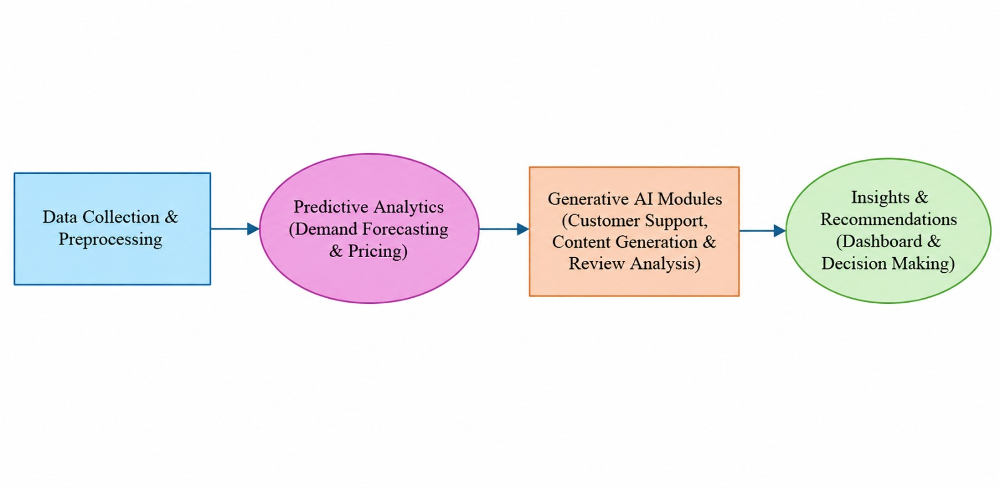 Data Collection &
Preprocessing
Predictive Analytics
(Demand Forecasting
& Pricing)
Generative AI Modules
(Customer Support,
Content Generation &
Review Analysis)
Insights &
Recommendations
(Dashboard &
Decision Making)